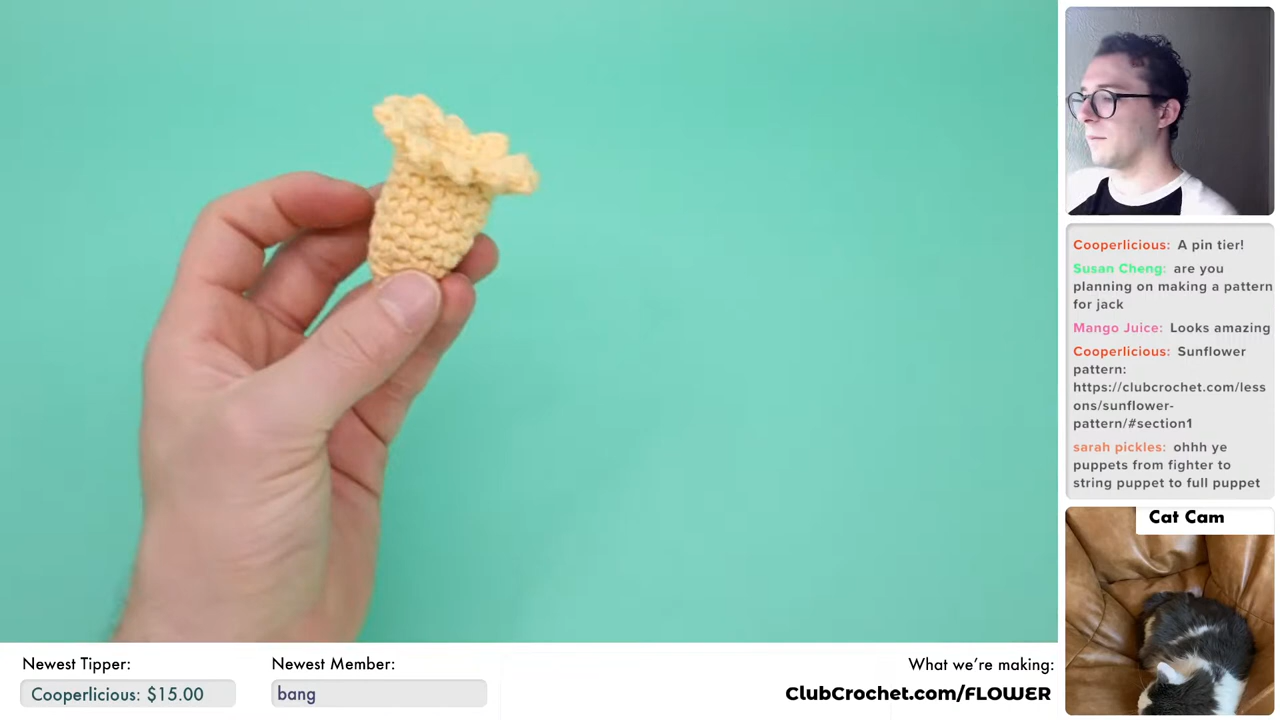 Cooperlicious: A pin tier!
Susan Cheng: are you
planning on making a pattern
for jack
Mango Juice: Looks amazing
Cooperlicious: Sunflower
pattern:
https://clubcrochet.com/less
ons/sunflower-
pattern/#section1
sarah pickles: ohhh ye
puppets from fighter to
string puppet to full puppet
Cat Cam
Newest Tipper:
Cooperlicious: $15.00
Newest Member:
bang
What we're making:
ClubCrochet.com/FLOWER